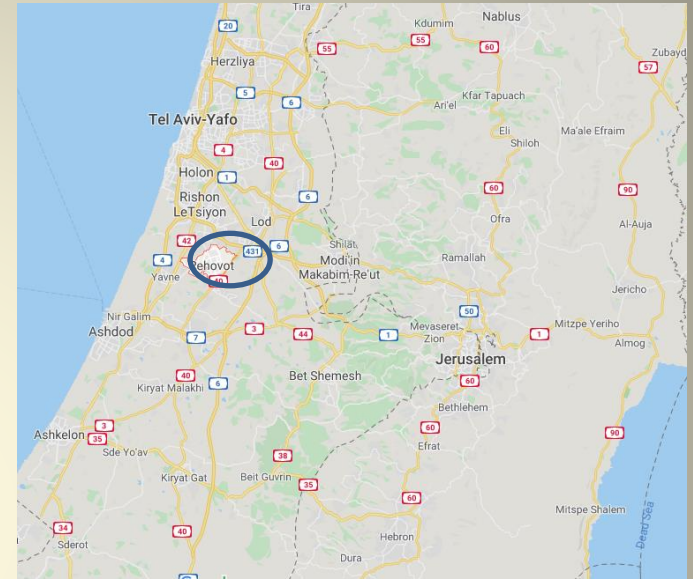 Tira
Nablus
20
Kdumim
55
55
60
Zubayd
57
Herzliya
5
6
Kfar Tapuach
Ari'el
Tel Aviv-Yafo
4
Eli
Shiloh
Ma'ale Efraim
40
Holon
1
Rishon
LeTsiyon
6
60
90
Lod
Ofra
Al-Auja
42
431
6
Shilat
4
Rehovot
Modi'in
Makabim-Re'ut
Ramallah
Yavne
40
Jericho
Nir Galim
Ashdod
50
7
3
44
1
Mevaseret
Zion
1
Mitzpe Yeriho
Almog
Jerusalem
40
6
Bet Shemesh
60
Kiryat Malakhi
Bethlehem
3
Ashkelon
35
60
90
Sde Yo'av
38
Efrat
Kiryat Gat
Beit Guvrin
35
60
Mitspe Shalem
Dead Sea
34
40
Sderot
Hebron
Dura